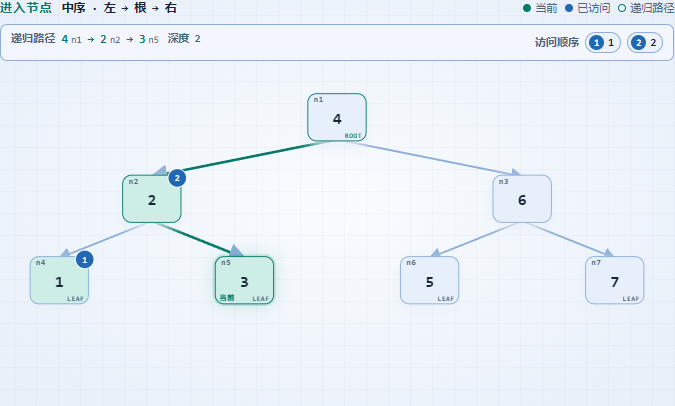 进入节点 中序 · 左 → 根 → 右
当前 已访问 递归路径
递归路径 4 n1 → 2 n2 → 3 n5 深度 2
访问顺序 1 1 2 2
n1
4
ROOT
n2
2
2
n3
6
n4
1
1
LEAF
n5
3
当前 LEAF
n6
5
LEAF
n7
7
LEAF